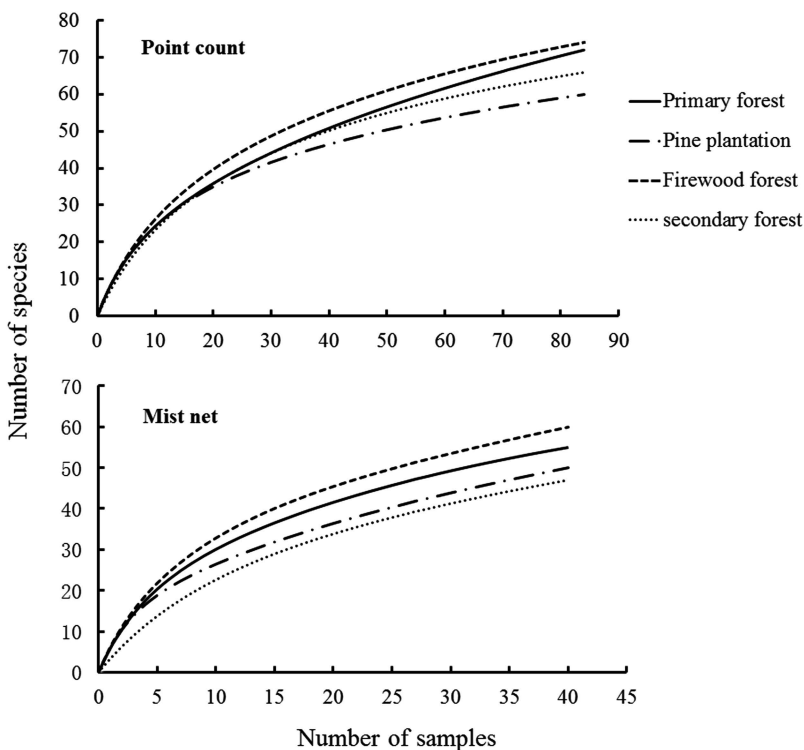 Number of species
80
70
60
50
40
30
20
10
0
Point count
0 10 20 30 40 50 60 70 80 90
Primary forest
Pine plantation
Firewood forest
secondary forest
70
60
50
40
30
20
10
0
Mist net
0 5 10 15 20 25 30 35 40 45
Number of samples